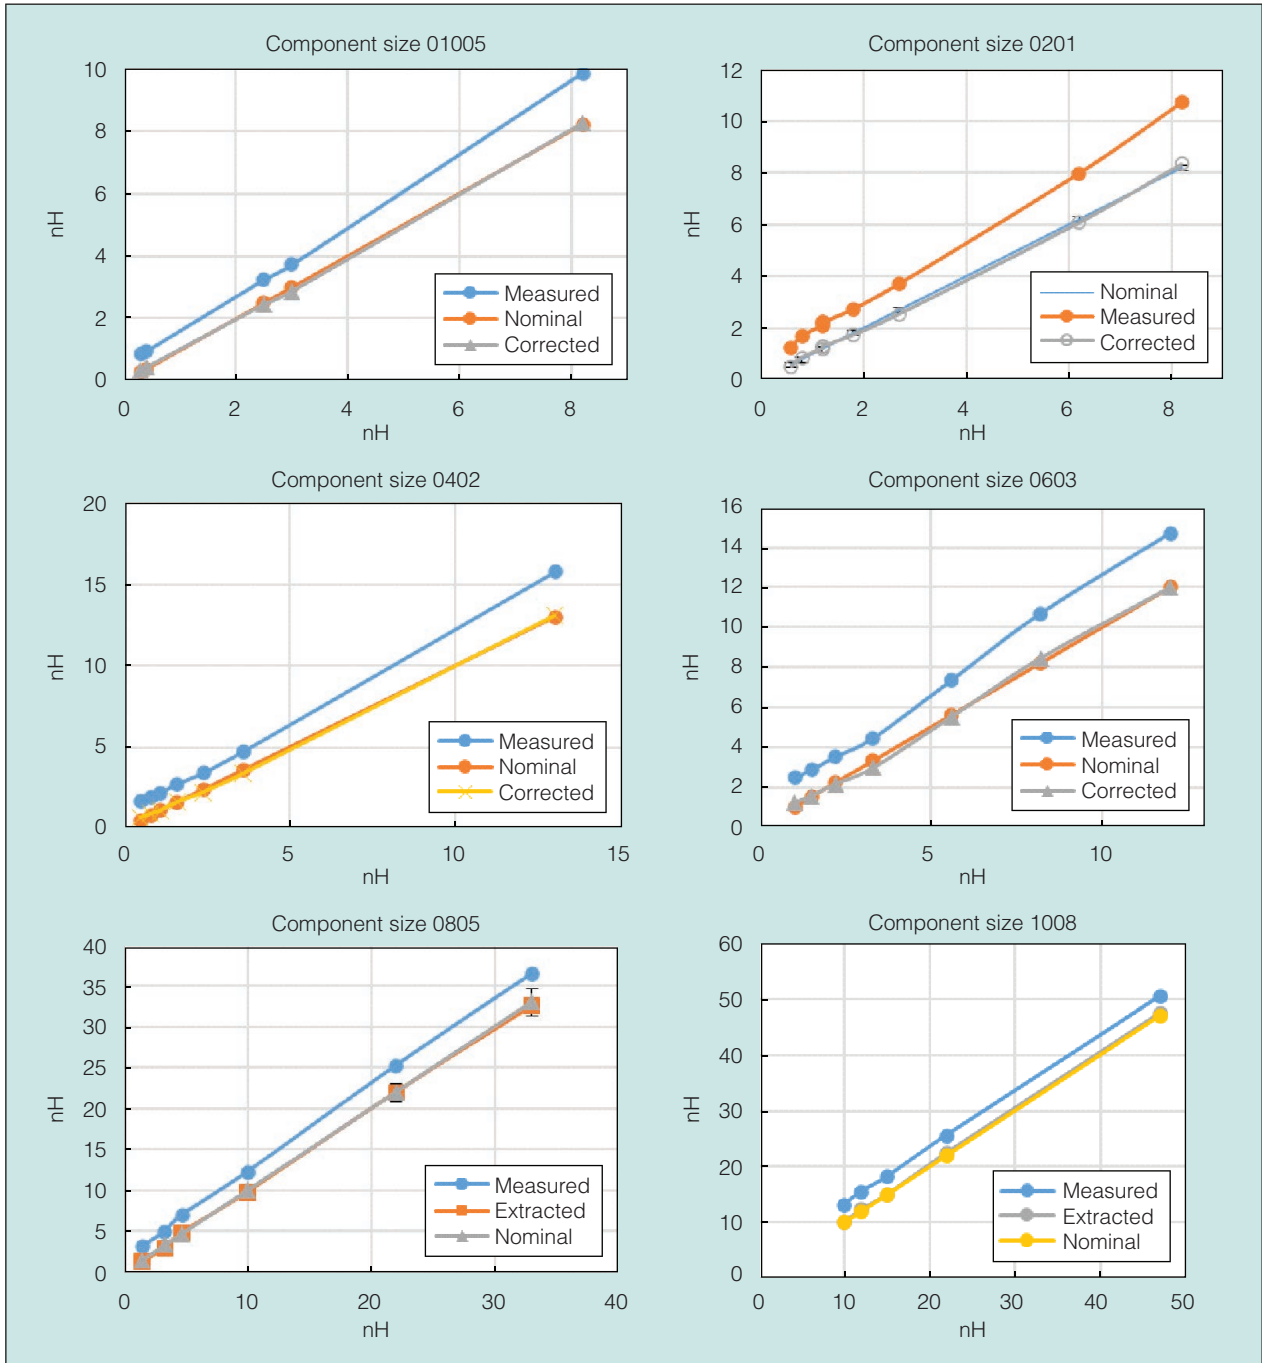 Component size 01005
10
8
6
4
2
0
nH
0 2 4 6 8
nH
Measured
Nominal
Corrected
Component size 0201
12
10
8
6
4
2
0
nH
0 2 4 6 8
nH
Nominal
Measured
Corrected
Component size 0402
20
15
10
5
0
nH
0 5 10 15
nH
Measured
Nominal
Corrected
Component size 0603
16
14
12
10
8
6
4
2
0
nH
0 5 10
nH
Measured
Nominal
Corrected
Component size 0805
40
35
30
25
20
15
10
5
0
nH
0 10 20 30 40
nH
Measured
Extracted
Nominal
Component size 1008
60
50
40
30
20
10
0
nH
0 10 20 30 40 50
nH
Measured
Extracted
Nominal